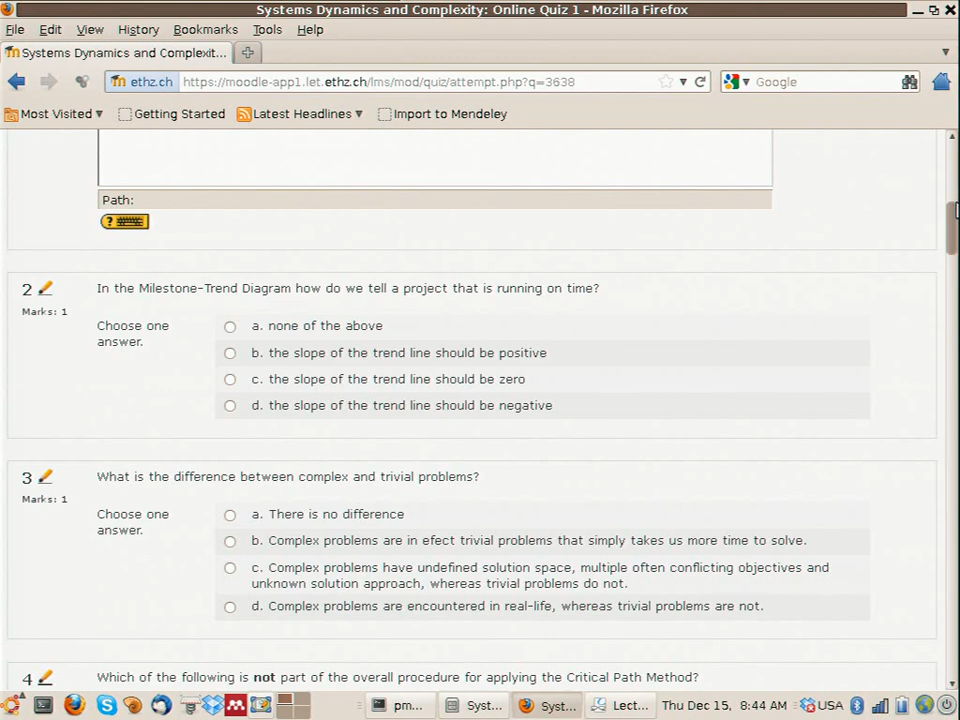 Systems Dynamics and Complexity: Online Quiz 1 - Mozilla Firefox
File Edit View History Bookmarks Tools Help
Systems Dynamics and Complexit...
ethz.ch https://moodle-app1.let.ethz.ch/lms/mod/quiz/attempt.php?q=3638 Google
Most Visited Getting Started Latest Headlines Import to Mendeley
Path:
?
2 In the Milestone-Trend Diagram how do we tell a project that is running on time?
Marks: 1
Choose one answer.
a. none of the above
b. the slope of the trend line should be positive
c. the slope of the trend line should be zero
d. the slope of the trend line should be negative
3 What is the difference between complex and trivial problems?
Marks: 1
Choose one answer.
a. There is no difference
b. Complex problems are in efect trivial problems that simply takes us more time to solve.
c. Complex problems have undefined solution space, multiple often conflicting objectives and
unknown solution approach, whereas trivial problems do not.
d. Complex problems are encountered in real-life, whereas trivial problems are not.
4 Which of the following is not part of the overall procedure for applying the Critical Path Method?
pm... Syst... Syst... Lect... Thu Dec 15, 8:44 AM USA